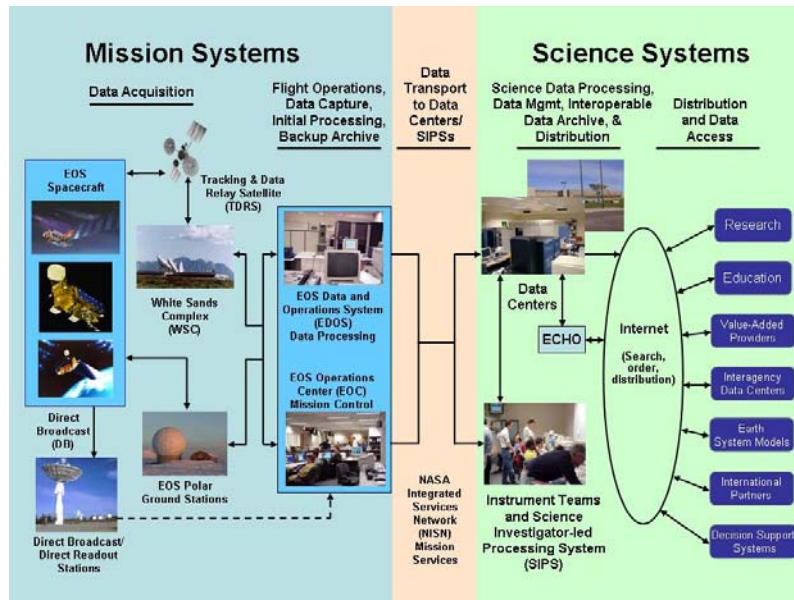 Mission Systems
Science Systems
Data Acquisition
Flight Operations,
Data Capture,
Initial Processing,
Backup Archive
Data
Transport
to Data
Centers/
SIPSs
Science Data Processing,
Data Mgmt, Interoperable
Data Archive, &
Distribution
Distribution
and Data
Access
EOS
Spacecraft
Tracking & Data
Relay Satellite
(TDRS)
White Sands
Complex
(WSC)
EOS Data and
Operations System
(EDOS)
Data Processing
EOS Operations
Center (EOC)
Mission Control
Direct
Broadcast
(DB)
EOS Polar
Ground Stations
Direct Broadcast/
Direct Readout
Stations
NASA
Integrated
Services
Network
(NISN)
Mission
Services
Data
Centers
ECHO
Instrument Teams and
Science
Investigator-led
Processing System
(SIPS)
Internet
(Search,
order,
distribution)
Research
Education
Value-Added
Providers
Interagency
Data Centers
Earth
System Models
International
Partners
Decision Support
Systems